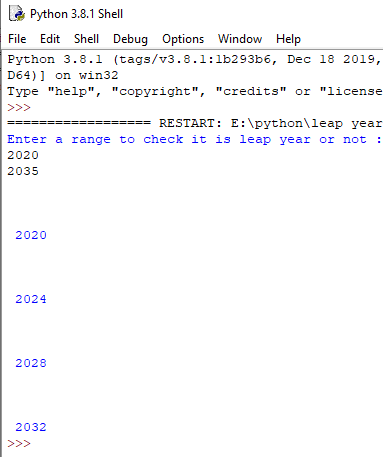 Python 3.8.1 Shell
File Edit Shell Debug Options Window Help
Python 3.8.1 (tags/v3.8.1:1b293b6, Dec 18 2019,
D64)] on win32
Type "help", "copyright", "credits" or "license
>>>
================== RESTART: E:\python\leap year
Enter a range to check it is leap year or not :
2020
2035
2020
2024
2028
2032
>>>